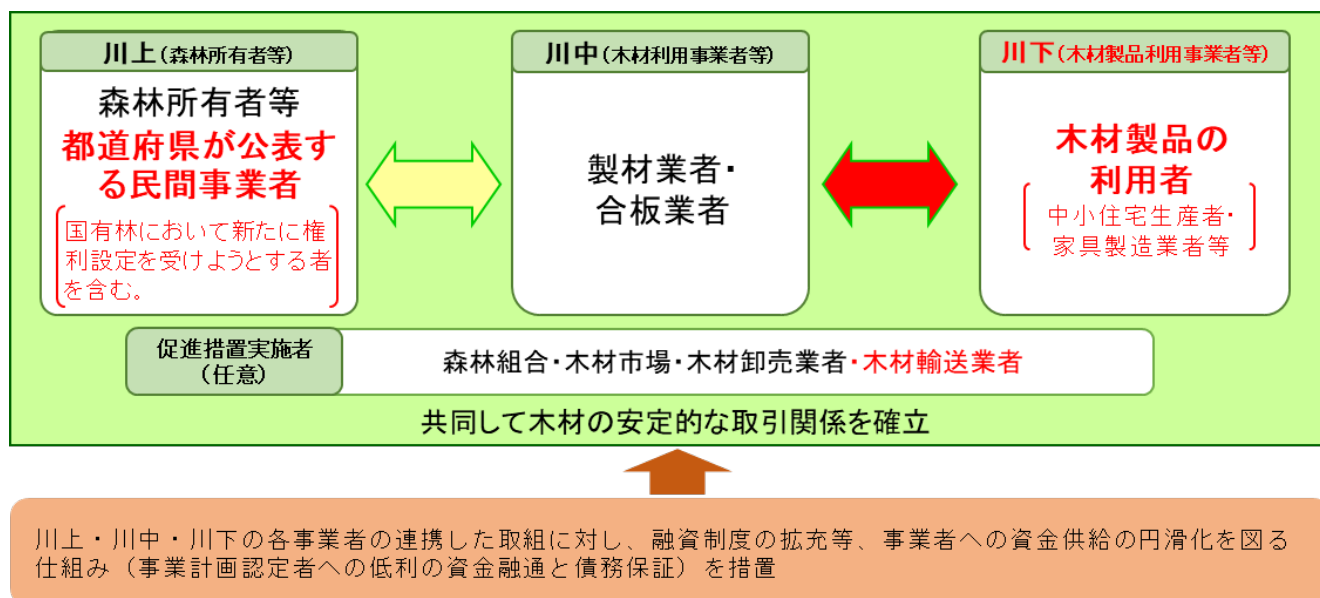 川上(森林所有者等)
森林所有者等
都道府県が公表す
る民間事業者
国有林において新たに権
利設定を受けようとする者
を含む。
川中(木材利用事業者等)
製材業者・
合板業者
川下(木材製品利用事業者等)
木材製品の
利用者
中小住宅生産者・
家具製造業者等
促進措置実施者
(任意)
森林組合・木材市場・木材卸売業者・木材輸送業者
共同して木材の安定的な取引関係を確立
川上・川中・川下の各事業者の連携した取組に対し、融資制度の拡充等、事業者への資金供給の円滑化を図る
仕組み(事業計画認定者への低利の資金融通と債務保証)を措置